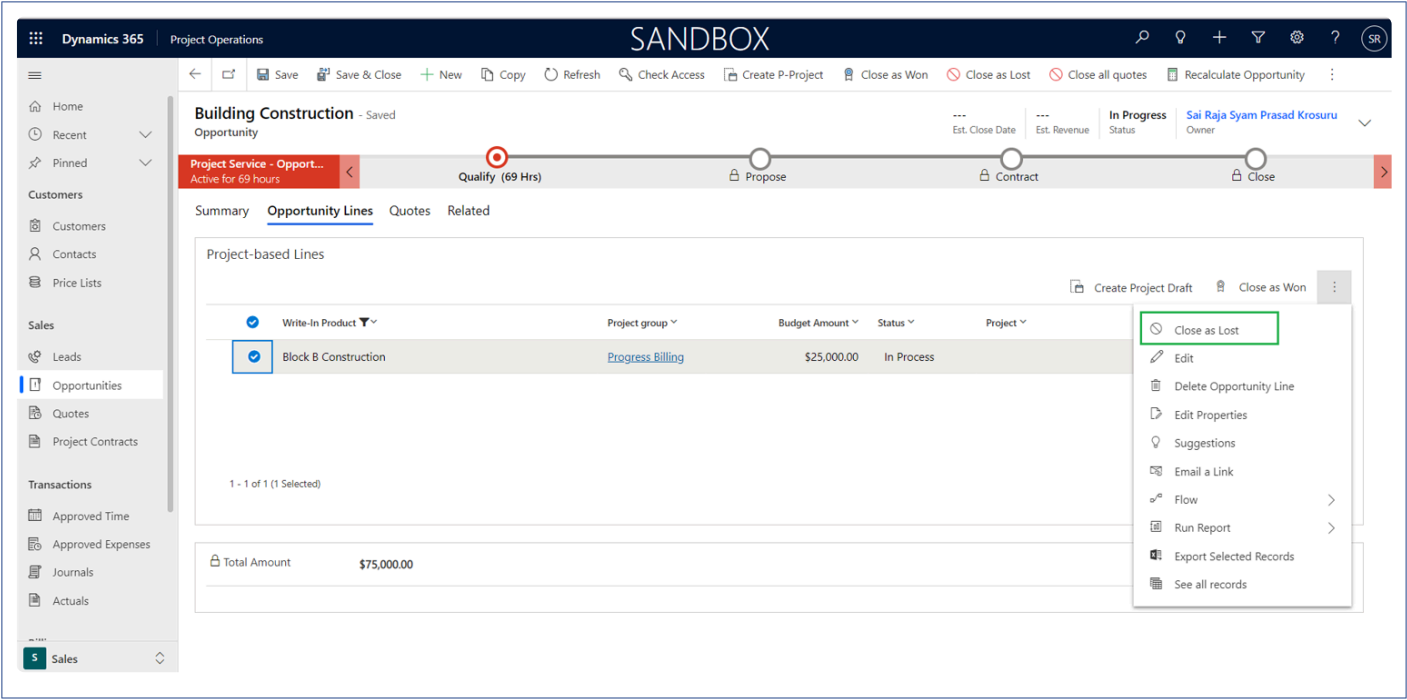 Dynamics 365 Project Operations SANDBOX ? SR
Save Save & Close New Copy Refresh Check Access Create P-Project Close as Won Close as Lost Close all quotes Recalculate Opportunity
Home
Recent
Pinned
Customers
Customers
Contacts
Price Lists
Sales
Leads
Opportunities
Quotes
Project Contracts
Transactions
Approved Time
Approved Expenses
Journals
Actuals
S Sales
Building Construction - Saved
Opportunity
--- --- In Progress Sai Raja Syam Prasad Krosuru
Est. Close Date Est. Revenue Status Owner
Project Service - Opport...
Active for 69 hours
Qualify (69 Hrs) Propose Contract Close
Summary Opportunity Lines Quotes Related
Project-based Lines
Create Project Draft Close as Won
Write-In Product Project group Budget Amount Status Project
Block B Construction Progress Billing $25,000.00 In Process
1 - 1 of 1 (1 Selected)
Total Amount $75,000.00
Close as Lost
Edit
Delete Opportunity Line
Edit Properties
Suggestions
Email a Link
Flow
Run Report
Export Selected Records
See all records